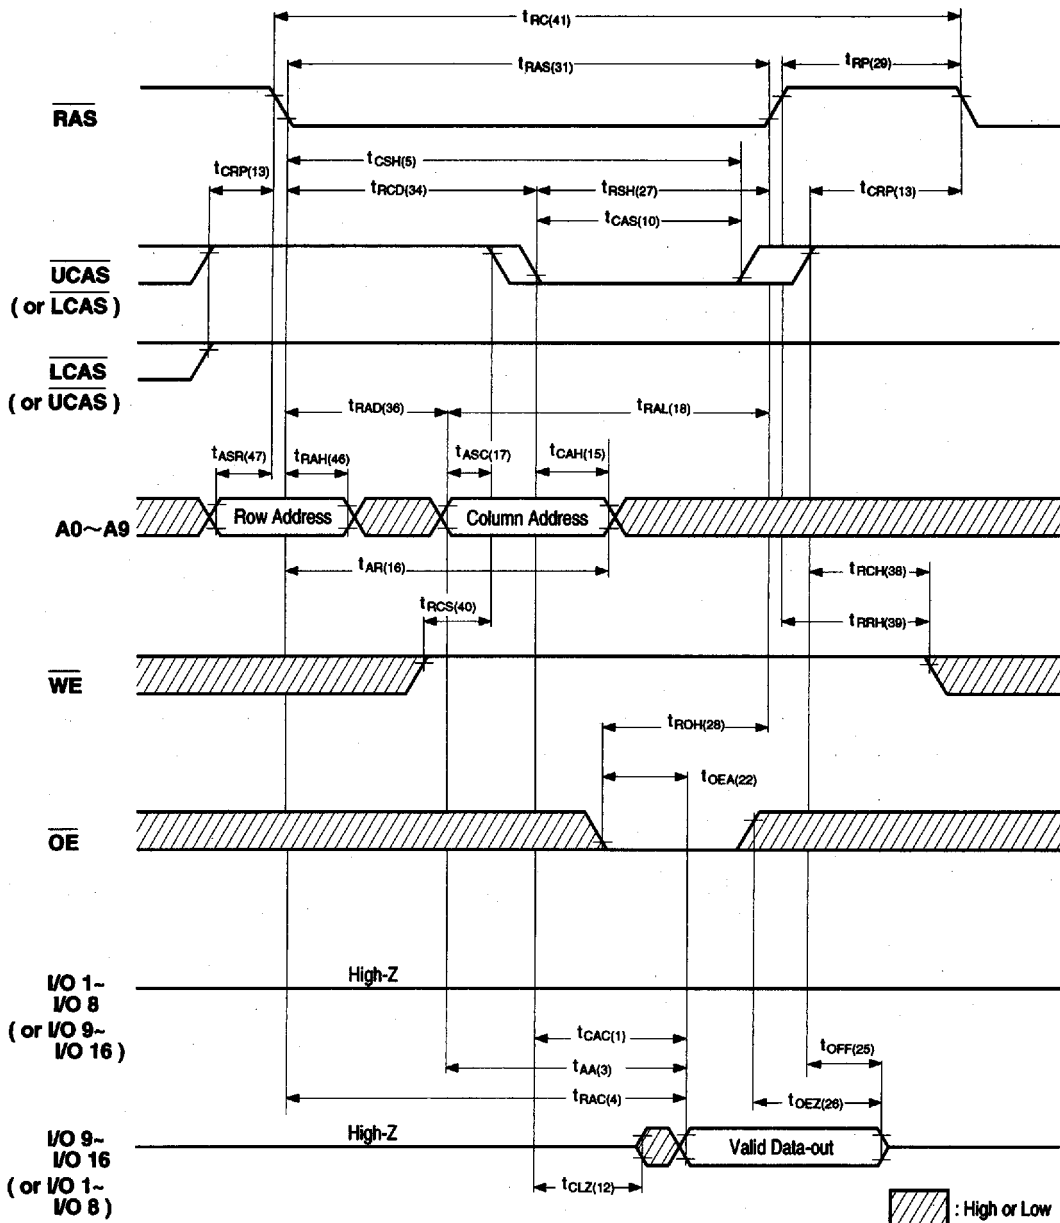 tRC(41)
tRAS(31)
tRP(29)
RAS
tCSH(5)
tCRP(13)
tRCD(34)
tRSH(27)
tCRP(13)
tCAS(10)
UCAS
( or LCAS )
LCAS
( or UCAS )
tRAD(36)
tRAL(18)
tASR(47)
tRAH(46)
tASC(17)
tCAH(15)
A0~A9
Row Address
Column Address
tAR(16)
tRCH(38)
tRCS(40)
tRRH(39)
WE
tROH(28)
tOEA(22)
OE
I/O 1~
I/O 8
( or I/O 9~
I/O 16 )
High-Z
tCAC(1)
tOFF(25)
tAA(3)
tRAC(4)
tOEZ(26)
I/O 9~
I/O 16
( or I/O 1~
I/O 8 )
High-Z
Valid Data-out
tCLZ(12)
: High or Low